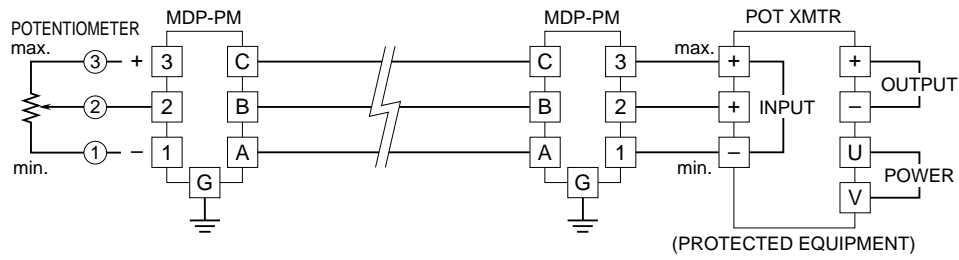 POTENTIOMETER MDP-PM MDP-PM POT XMTR
max. 3 + 3 C C 3 max. + +
OUTPUT
2 2 B B 2 + INPUT −
1 − 1 A A 1 − U
min. min.
POWER
G G V
(PROTECTED EQUIPMENT)